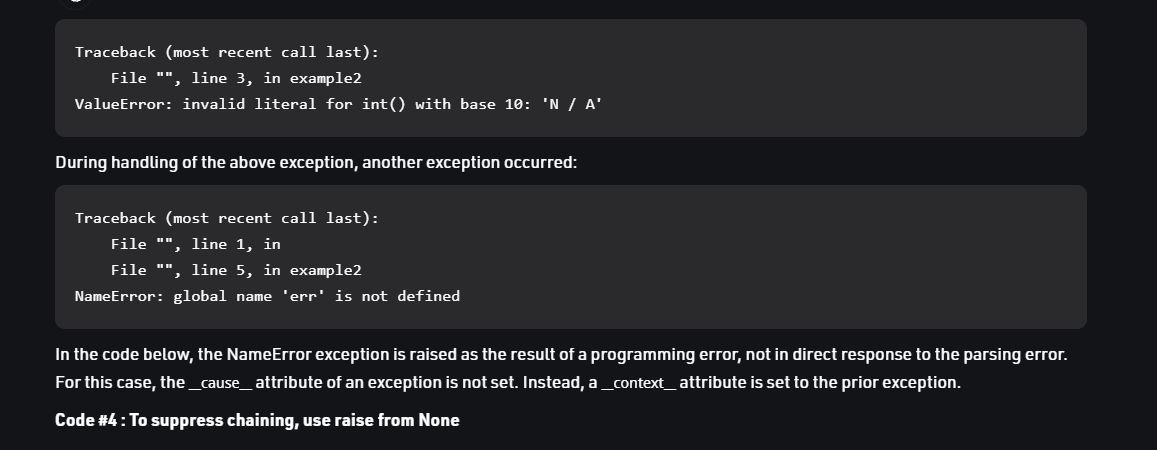 Traceback (most recent call last):
File "", line 3, in example2
ValueError: invalid literal for int() with base 10: 'N / A'
During handling of the above exception, another exception occurred:
Traceback (most recent call last):
File "", line 1, in
File "", line 5, in example2
NameError: global name 'err' is not defined
In the code below, the NameError exception is raised as the result of a programming error, not in direct response to the parsing error.
For this case, the __cause__ attribute of an exception is not set. Instead, a __context__ attribute is set to the prior exception.
Code #4 : To suppress chaining, use raise from None